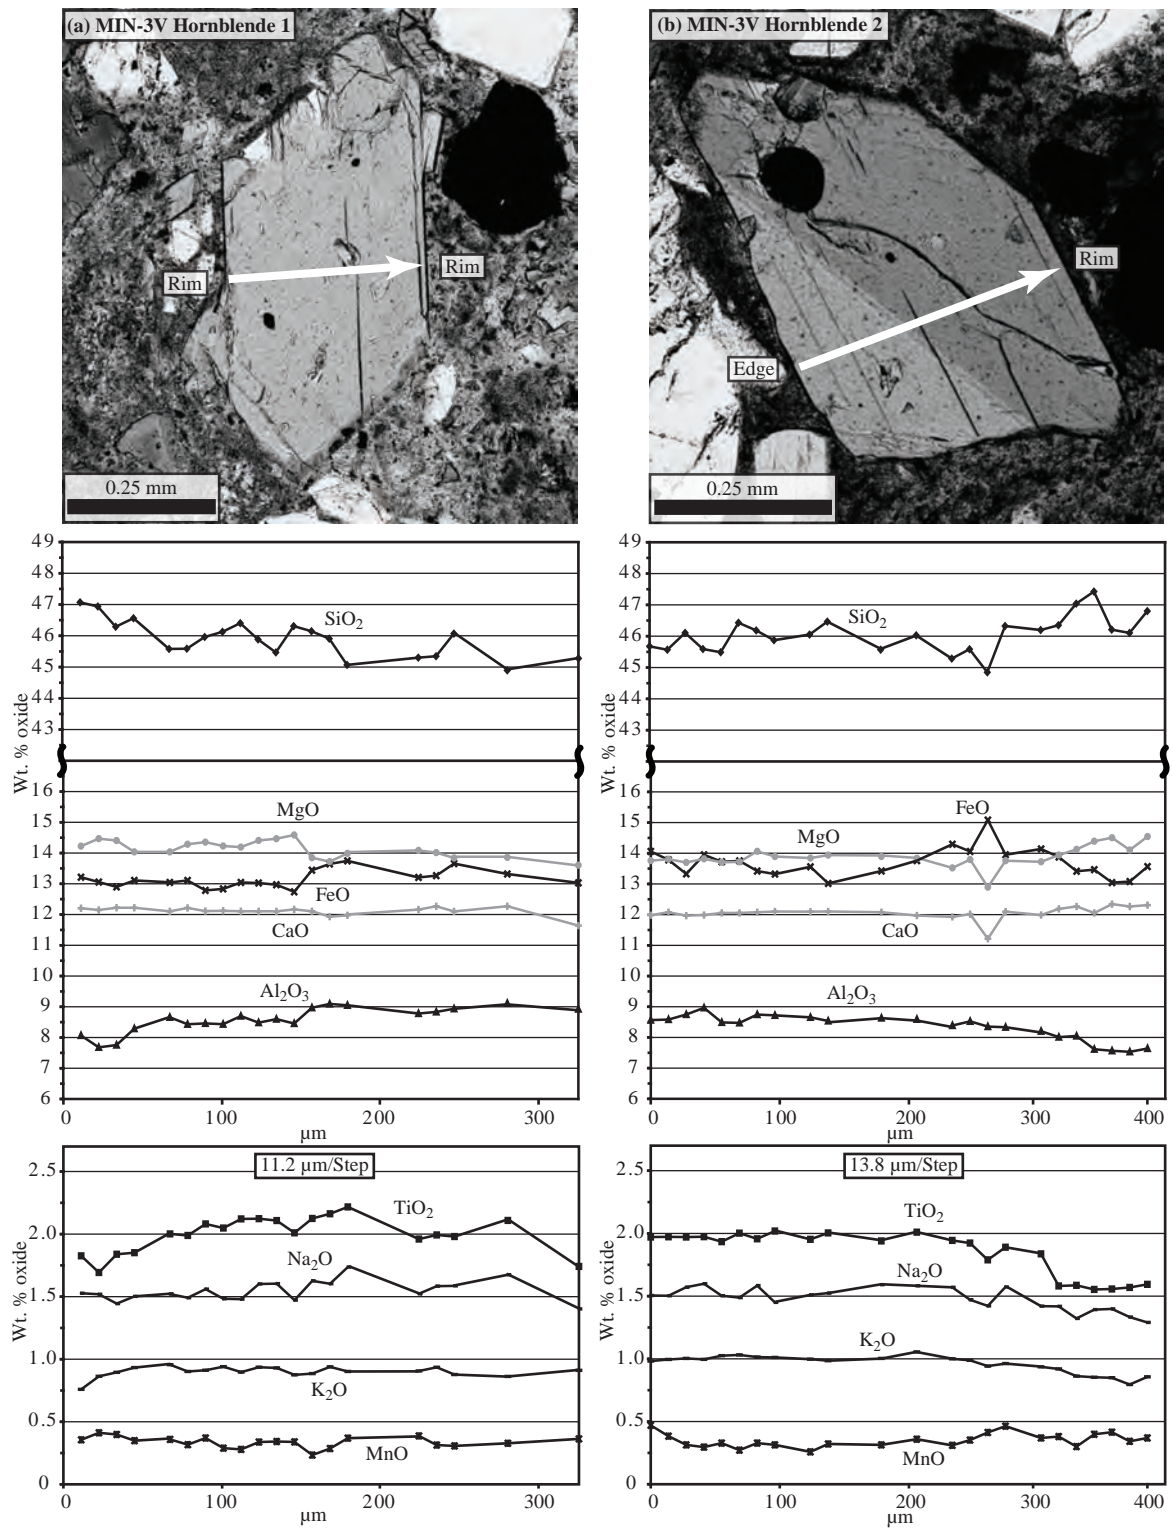 (a) MIN-3V Hornblende 1
Rim
Rim
0.25 mm
(b) MIN-3V Hornblende 2
Rim
Edge
0.25 mm
49
48
47
46
45
44
43
16
15
14
13
12
11
10
9
8
7
6
Wt. % oxide
Wt. % oxide
SiO₂
MgO
FeO
CaO
Al₂O₃
0 100 200 300
µm
49
48
47
46
45
44
43
16
15
14
13
12
11
10
9
8
7
6
Wt. % oxide
Wt. % oxide
SiO₂
FeO
MgO
CaO
Al₂O₃
0 100 200 300 400
µm
11.2 µm/Step
2.5
2.0
1.5
1.0
0.5
0
Wt. % oxide
TiO₂
Na₂O
K₂O
MnO
0 100 200 300
µm
13.8 µm/Step
2.5
2.0
1.5
1.0
0.5
0
Wt. % oxide
TiO₂
Na₂O
K₂O
MnO
0 100 200 300 400
µm